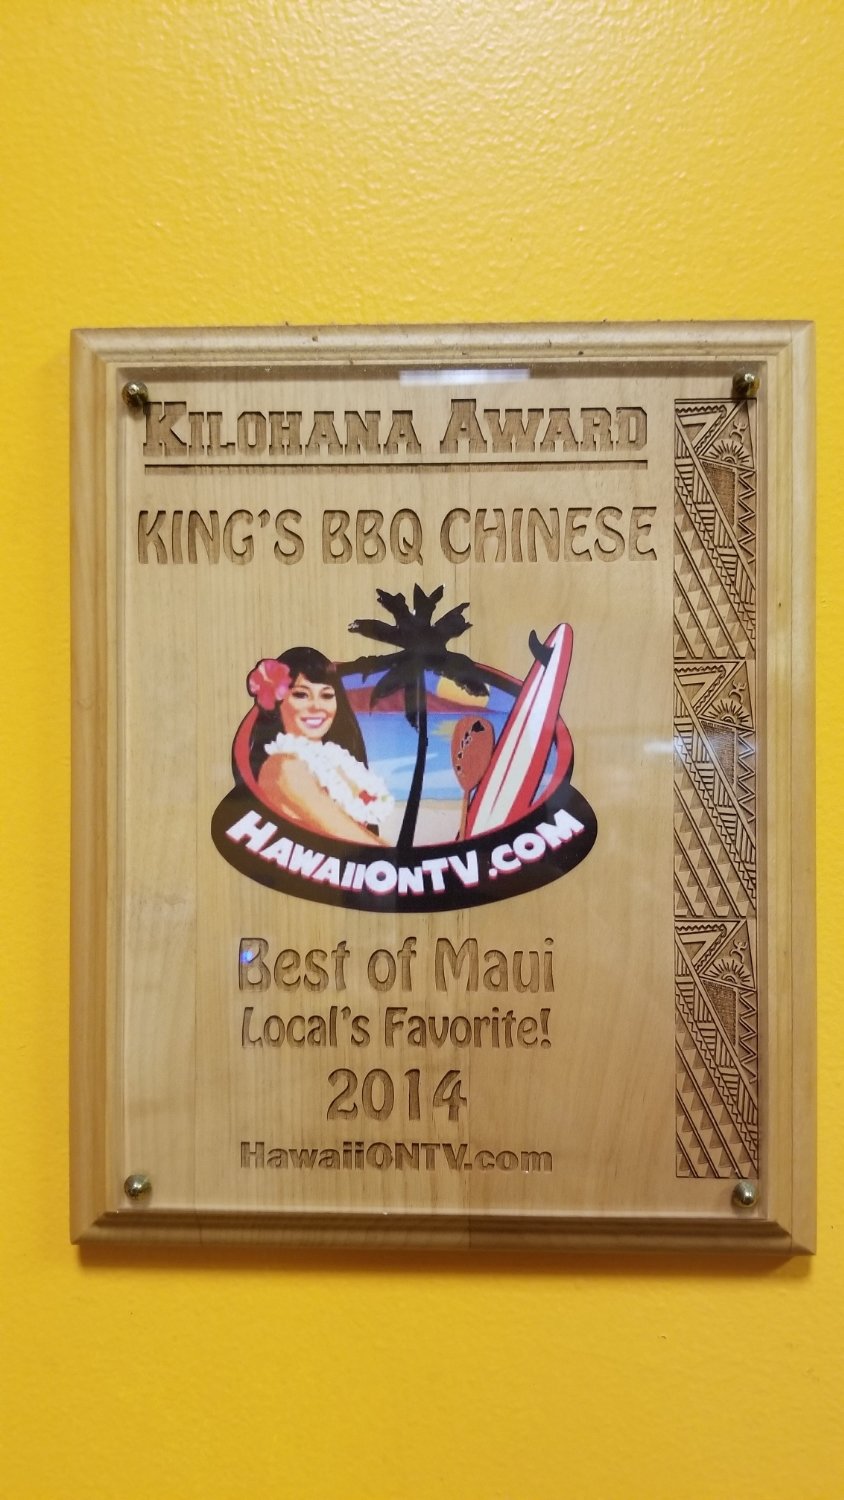 KILOHANA AWARD
KING'S BBQ CHINESE
HAWAIIONTV.COM
Best of Maui
Local's Favorite!
2014
HawaiiONTV.com